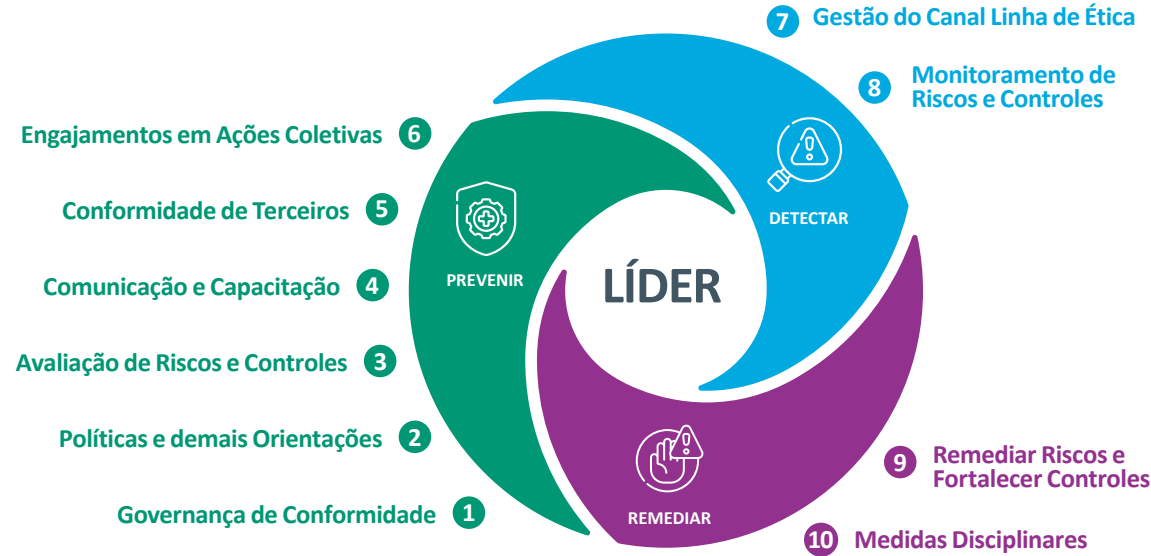 7 Gestão do Canal Linha de Ética
8 Monitoramento de
Riscos e Controles
Engajamentos em Ações Coletivas 6
Conformidade de Terceiros 5
Comunicação e Capacitação 4
Avaliação de Riscos e Controles 3
Políticas e demais Orientações 2
Governança de Conformidade 1
PREVENIR
DETECTAR
LÍDER
REMEDIAR
9 Remediar Riscos e
Fortalecer Controles
10 Medidas Disciplinares